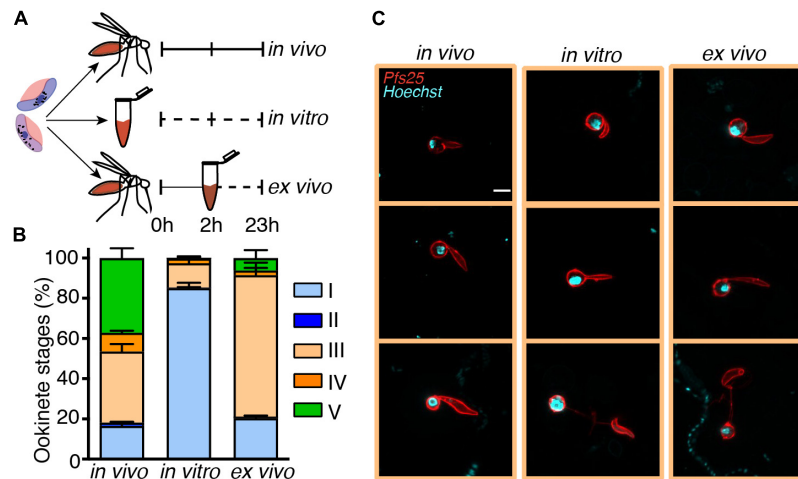 A
in vivo
in vitro
ex vivo
0h 2h 23h
B
Ookinete stages (%)
100
80
60
40
20
0
in vivo in vitro ex vivo
I
II
III
IV
V
C
in vivo in vitro ex vivo
Pfs25
Hoechst